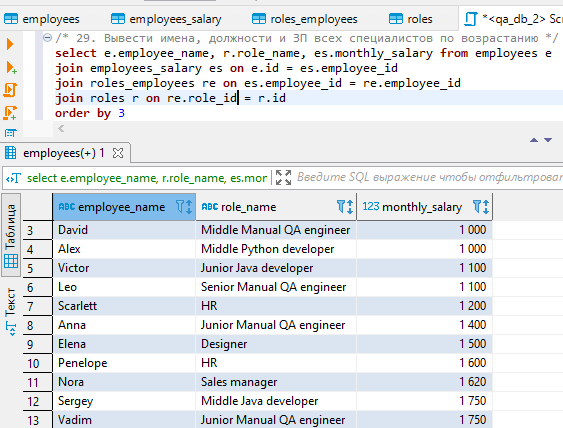 employees
employees_salary
roles_employees
roles
*<qa_db_2> Scr
/* 29. Вывести имена, должности и ЗП всех специалистов по возрастанию */
select e.employee_name, r.role_name, es.monthly_salary from employees e
join employees_salary es on e.id = es.employee_id
join roles_employees re on es.employee_id = re.employee_id
join roles r on re.role_id = r.id
order by 3
employees(+) 1
select e.employee_name, r.role_name, es.mor
Введите SQL выражение чтобы отфильтроват
Таблица
Текст
ABC employee_name ABC role_name 123 monthly_salary
3 David Middle Manual QA engineer 1 000
4 Alex Middle Python developer 1 000
5 Victor Junior Java developer 1 100
6 Leo Senior Manual QA engineer 1 100
7 Scarlett HR 1 200
8 Anna Junior Manual QA engineer 1 400
9 Elena Designer 1 500
10 Penelope HR 1 600
11 Nora Sales manager 1 620
12 Sergey Middle Java developer 1 750
13 Vadim Junior Manual QA engineer 1 750